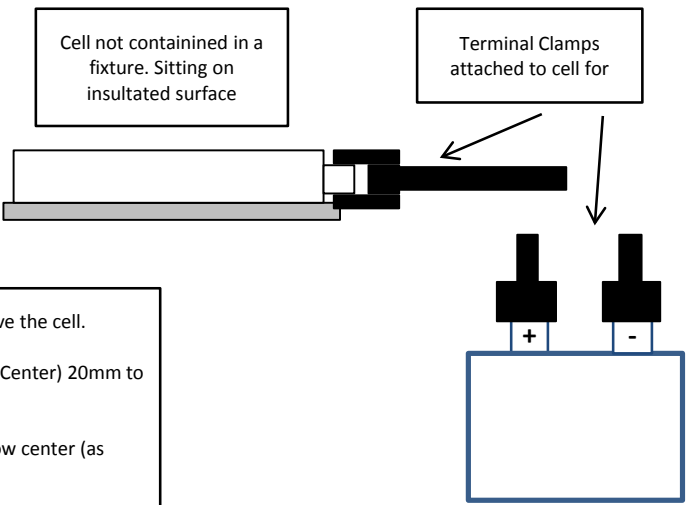 Cell not containined in a
fixture. Sitting on
insultated surface
Terminal Clamps
attached to cell for
ve the cell.
Center) 20mm to
ow center (as
+ -